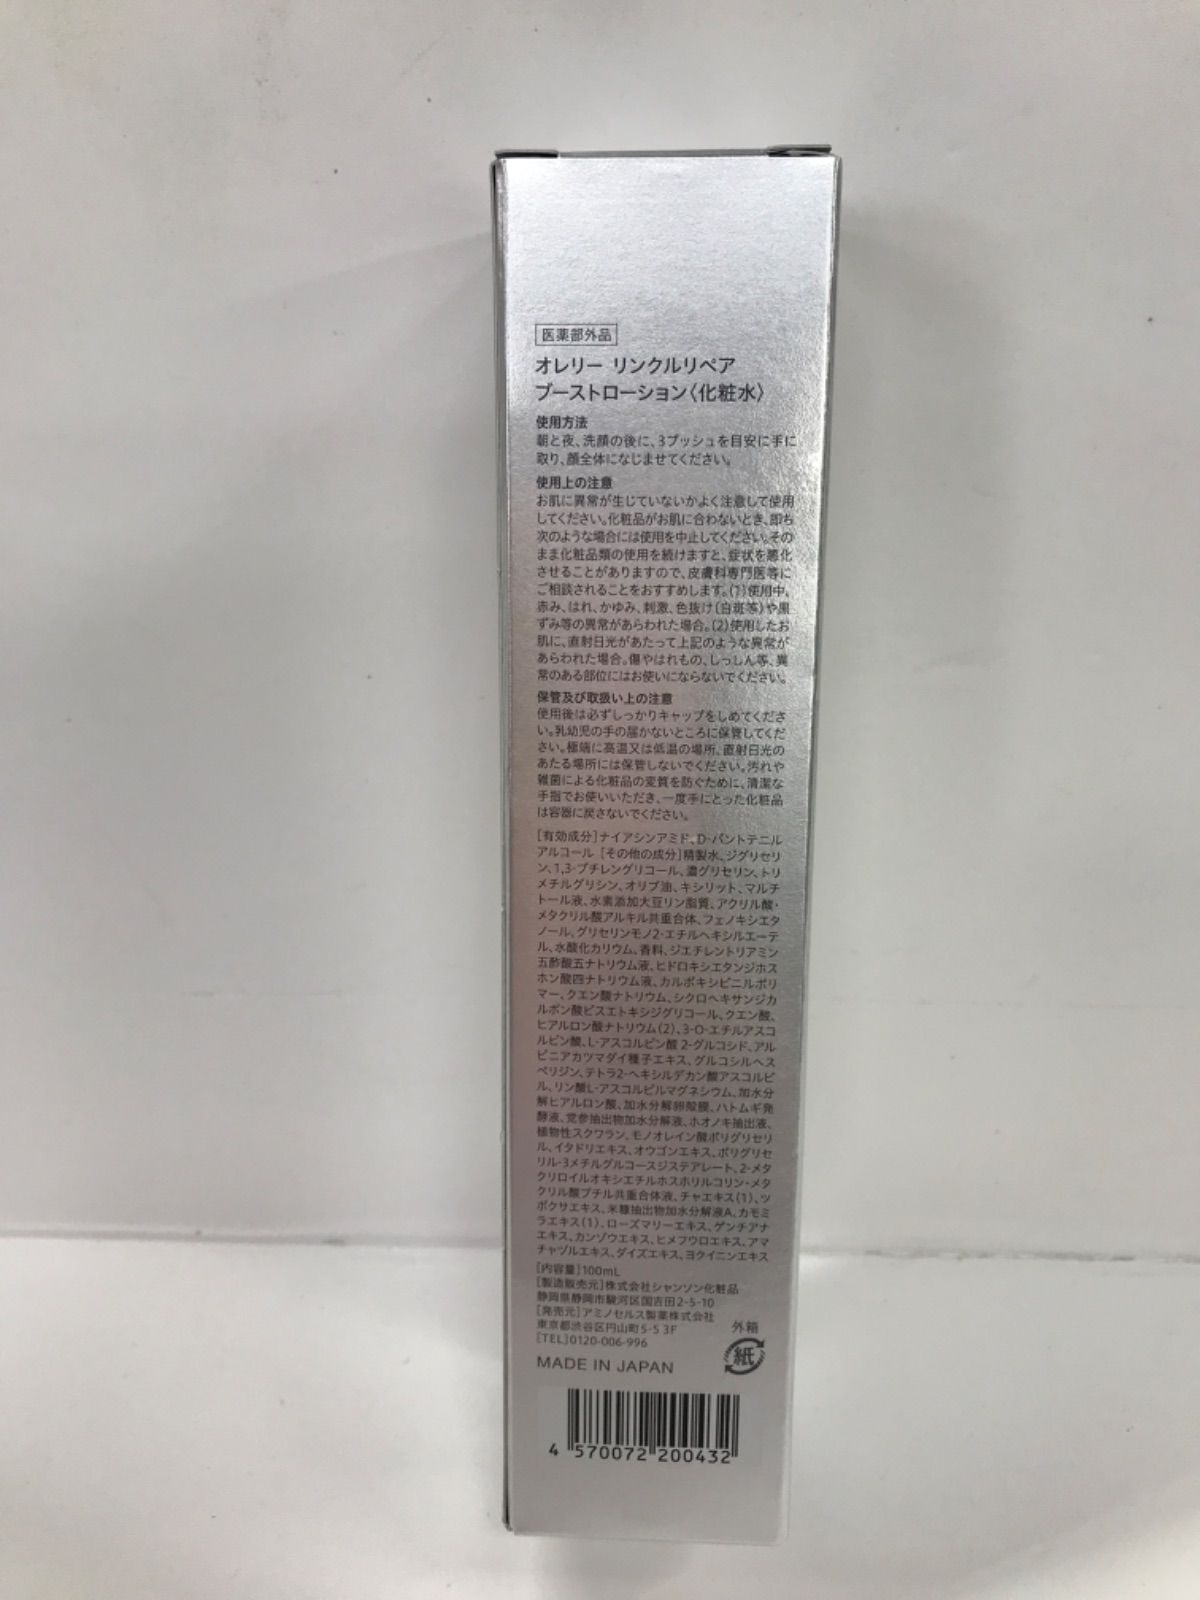 医薬部外品
オレリー リンクルリペア
ブーストローション〈化粧水〉
使用方法
朝と夜、洗顔の後に、3プッシュを目安に手に
取り、顔全体になじませてください。
使用上の注意
お肌に異常が生じていないかよく注意して使用
してください。化粧品がお肌に合わないとき、即ち
次のような場合には使用を中止してください。その
まま化粧品類の使用を続けますと、症状を悪化
させることがありますので、皮膚科専門医等に
ご相談されることをおすすめします。(1)使用中、
赤み、はれ、かゆみ、刺激、色抜け(白斑等)や黒
ずみ等の異常があらわれた場合。(2)使用したお
肌に、直射日光があたって上記のような異常が
あらわれた場合。傷やはれもの、しっしん等、異
常のある部位にはお使いにならないでください。
保管及び取扱い上の注意
使用後は必ずしっかりキャップをしめてくださ
い。乳幼児の手の届かないところに保管してくだ
さい。極端に高温又は低温の場所、直射日光の
あたる場所には保管しないでください。汚れや
雑菌による化粧品の変質を防ぐために、清潔な
手指でお使いいただき、一度手にとった化粧品
は容器に戻さないでください。
[有効成分]ナイアシンアミド、D-パントテニル
アルコール [その他の成分]精製水、ジグリセリ
ン、1,3-ブチレングリコール、濃グリセリン、トリ
メチルグリシン、オリブ油、キシリット、マルチ
トール液、水素添加大豆リン脂質、アクリル酸・
メタクリル酸アルキル共重合体、フェノキシエタ
ノール、グリセリンモノ2-エチルヘキシルエーテ
ル、水酸化カリウム、香料、ジエチレントリアミン
五酢酸五ナトリウム液、ヒドロキシエタンジホス
ホン酸四ナトリウム液、カルボキシビニルポリ
マー、クエン酸ナトリウム、シクロヘキサンジカ
ルボン酸ビスエトキシジグリコール、クエン酸、
ヒアルロン酸ナトリウム(2)、3-O-エチルアスコ
ルビン酸、L-アスコルビン酸 2-グルコシド、アル
ピニアカツマダイ種子エキス、グルコシルヘス
ペリジン、テトラ2-ヘキシルデカン酸アスコルビ
ル、リン酸L-アスコルビルマグネシウム、加水分
解ヒアルロン酸、加水分解卵殻膜、ハトムギ発
酵液、党参抽出物加水分解液、ホオノキ抽出液、
植物性スクワラン、モノオレイン酸ポリグリセリ
ル、イタドリエキス、オウゴンエキス、ポリグリセ
リル-3メチルグルコースジステアレート、2-メタ
クリロイルオキシエチルホスホリルコリン・メタ
クリル酸ブチル共重合体液、チャエキス(1)、ツ
ボクサエキス、米糠抽出物加水分解液A、カモミ
ラエキス(1)、ローズマリーエキス、ゲンチアナ
エキス、カンゾウエキス、ヒメフウロエキス、アマ
チャヅルエキス、ダイズエキス、ヨクイニンエキス
[内容量]100mL
[製造販売元]株式会社シャンソン化粧品
静岡県静岡市駿河区国吉田2-5-10
[発売元]アミノセルス製薬株式会社
東京都渋谷区円山町5-5 3F
[TEL]0120-006-996
外箱
紙
MADE IN JAPAN
4 570072 200432